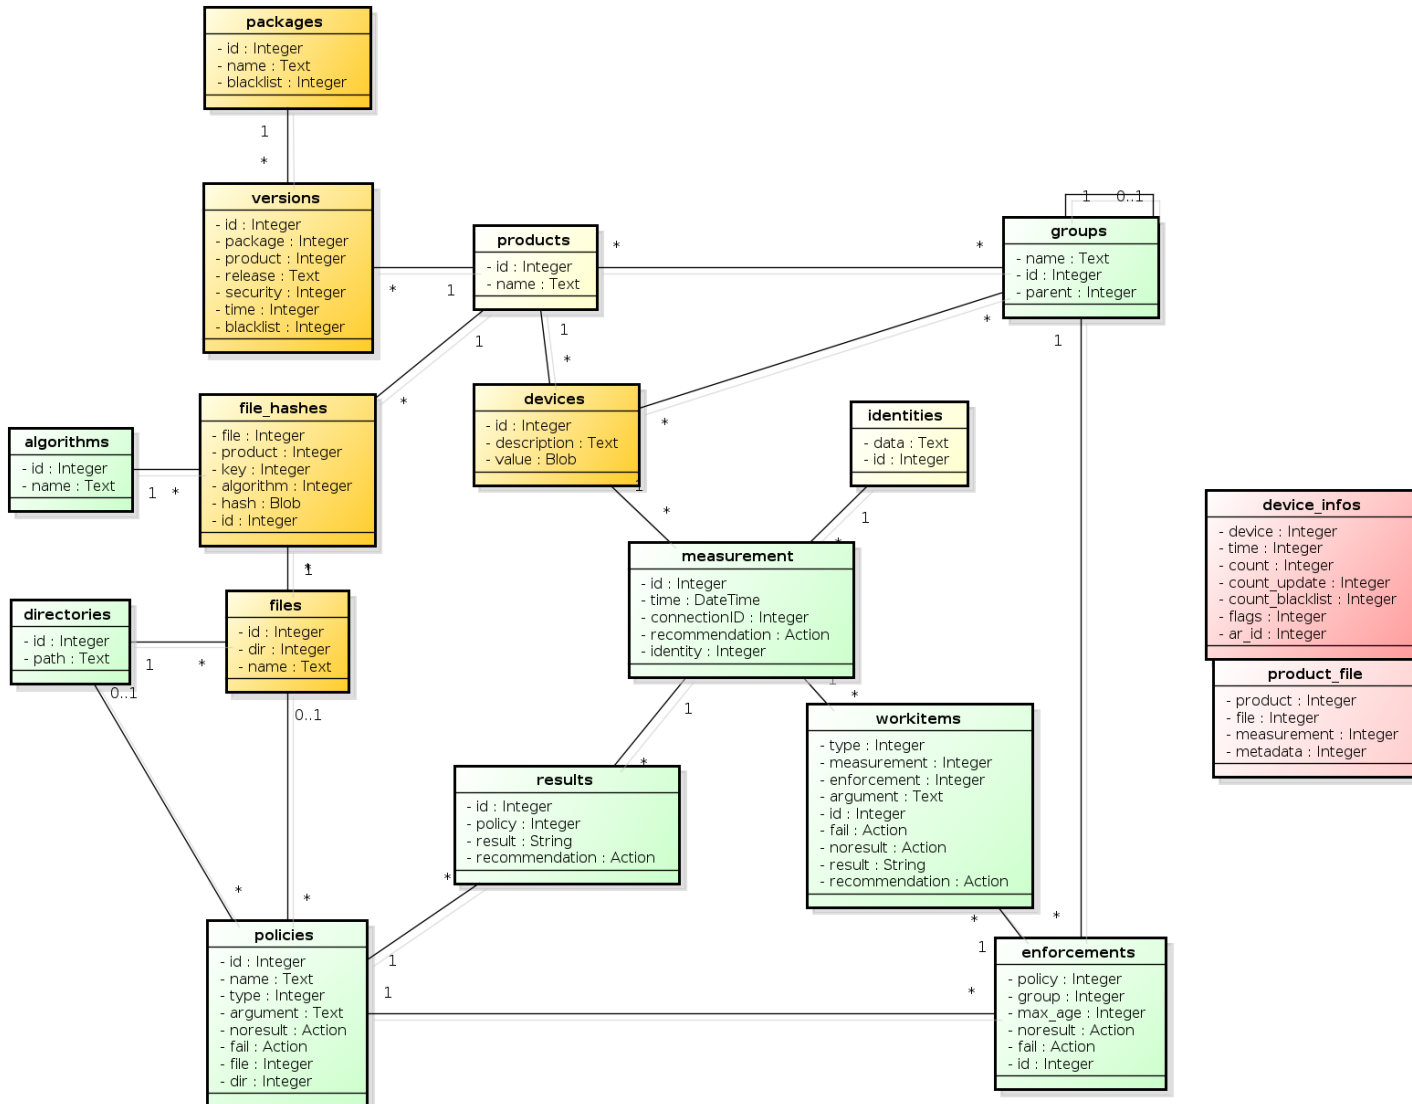 packages
- id : Integer
- name : Text
- blacklist : Integer
1
*
versions
- id : Integer
- package : Integer
- product : Integer
- release : Text
- security : Integer
- time : Integer
- blacklist : Integer
*
1
products
- id : Integer
- name : Text
*
*
1 0..1
groups
- name : Text
- id : Integer
- parent : Integer
1
*
1
*
*
*
1
file_hashes
- file : Integer
- product : Integer
- key : Integer
- algorithm : Integer
- hash : Blob
- id : Integer
algorithms
- id : Integer
- name : Text
1 *
devices
- id : Integer
- description : Text
- value : Blob
1
*
identities
- data : Text
- id : Integer
1
*
device_infos
- device : Integer
- time : Integer
- count : Integer
- count_update : Integer
- count_blacklist : Integer
- flags : Integer
- ar_id : Integer
product_file
- product : Integer
- file : Integer
- measurement : Integer
- metadata : Integer
*
1
directories
- id : Integer
- path : Text
1 *
files
- id : Integer
- dir : Integer
- name : Text
0..1
0..1
measurement
- id : Integer
- time : DateTime
- connectionID : Integer
- recommendation : Action
- identity : Integer
1
*
1
*
workitems
- type : Integer
- measurement : Integer
- enforcement : Integer
- argument : Text
- id : Integer
- fail : Action
- noresult : Action
- result : String
- recommendation : Action
results
- id : Integer
- policy : Integer
- result : String
- recommendation : Action
*
1
*
*
policies
- id : Integer
- name : Text
- type : Integer
- argument : Text
- noresult : Action
- fail : Action
- file : Integer
- dir : Integer
1
*
*
1
*
enforcements
- policy : Integer
- group : Integer
- max_age : Integer
- noresult : Action
- fail : Action
- id : Integer